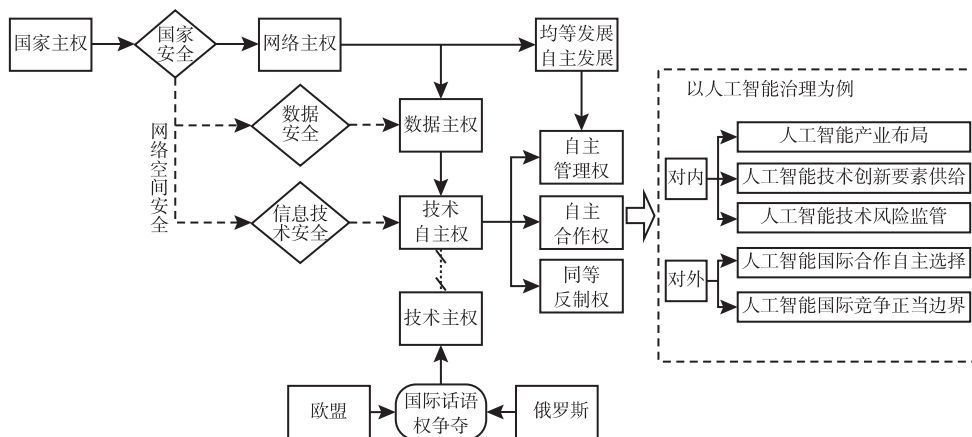 国家主权
国家
安全
网络主权
均等发展
自主发展
网络空间安全
数据
安全
数据主权
信息技
术安全
技术
自主权
自主
管理权
自主
合作权
同等
反制权
技术主权
欧盟
国际话语
权争夺
俄罗斯
以人工智能治理为例
对内
人工智能产业布局
人工智能技术创新要素供给
人工智能技术风险监管
对外
人工智能国际合作自主选择
人工智能国际竞争正当边界